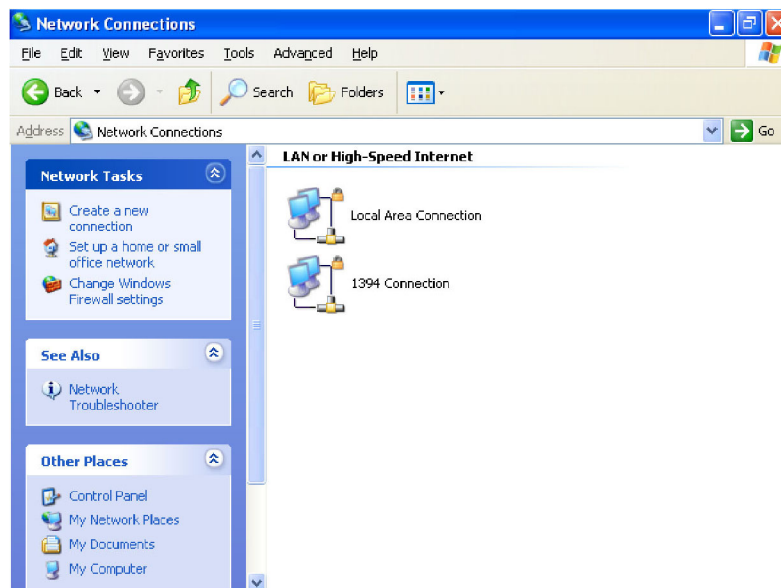 Network Connections
File Edit View Favorites Tools Advanced Help
Back Search Folders
Address Network Connections Go
Network Tasks
Create a new
connection
Set up a home or small
office network
Change Windows
Firewall settings
See Also
Network
Troubleshooter
Other Places
Control Panel
My Network Places
My Documents
My Computer
LAN or High-Speed Internet
Local Area Connection
1394 Connection